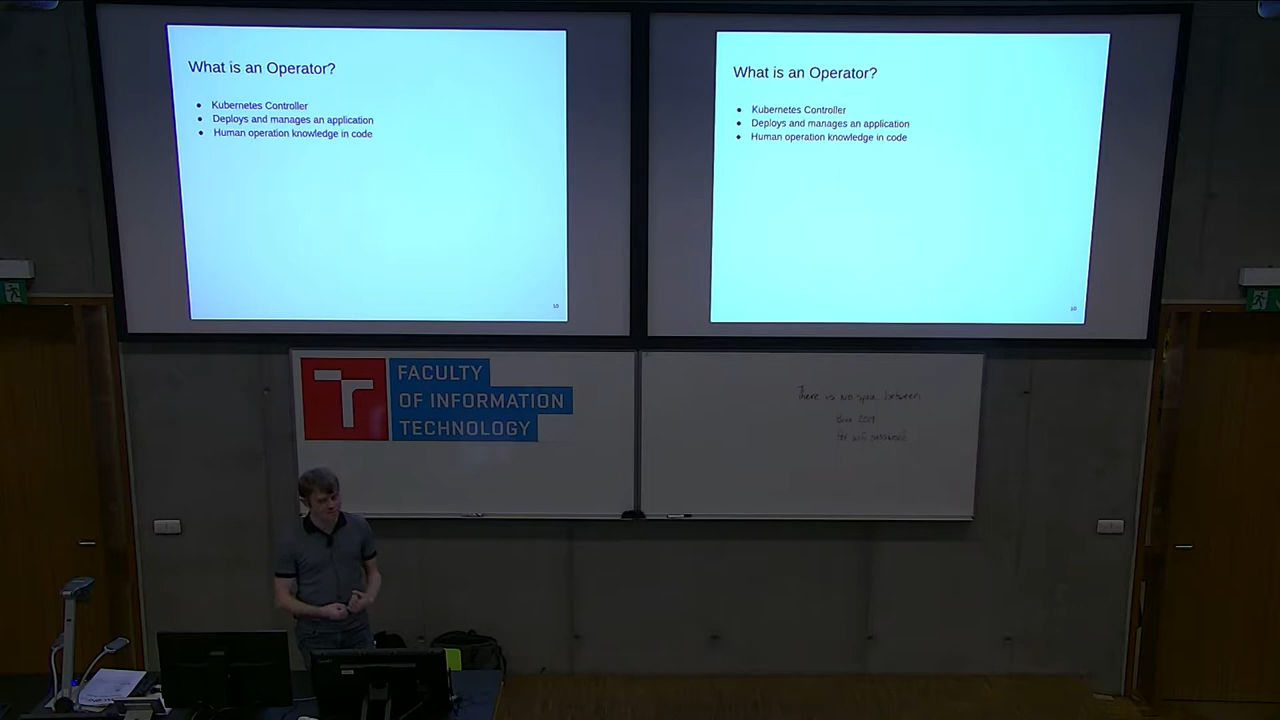 What is an Operator?
● Kubernetes Controller
● Deploys and manages an application
● Human operation knowledge in code
10
What is an Operator?
● Kubernetes Controller
● Deploys and manages an application
● Human operation knowledge in code
10
FACULTY
OF INFORMATION
TECHNOLOGY
There is NO space between